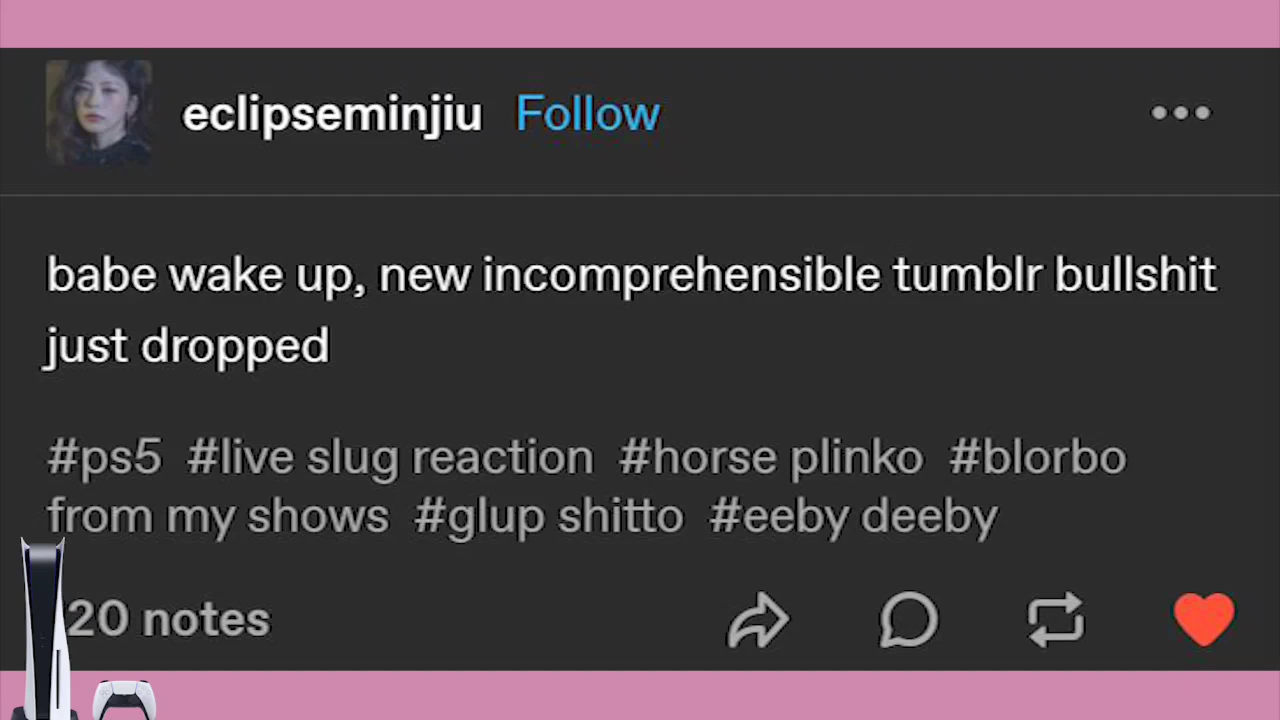 eclipseminjiu Follow
babe wake up, new incomprehensible tumblr bullshit
just dropped
#ps5 #live slug reaction #horse plinko #blorbo
from my shows #glup shitto #eeby deeby
20 notes